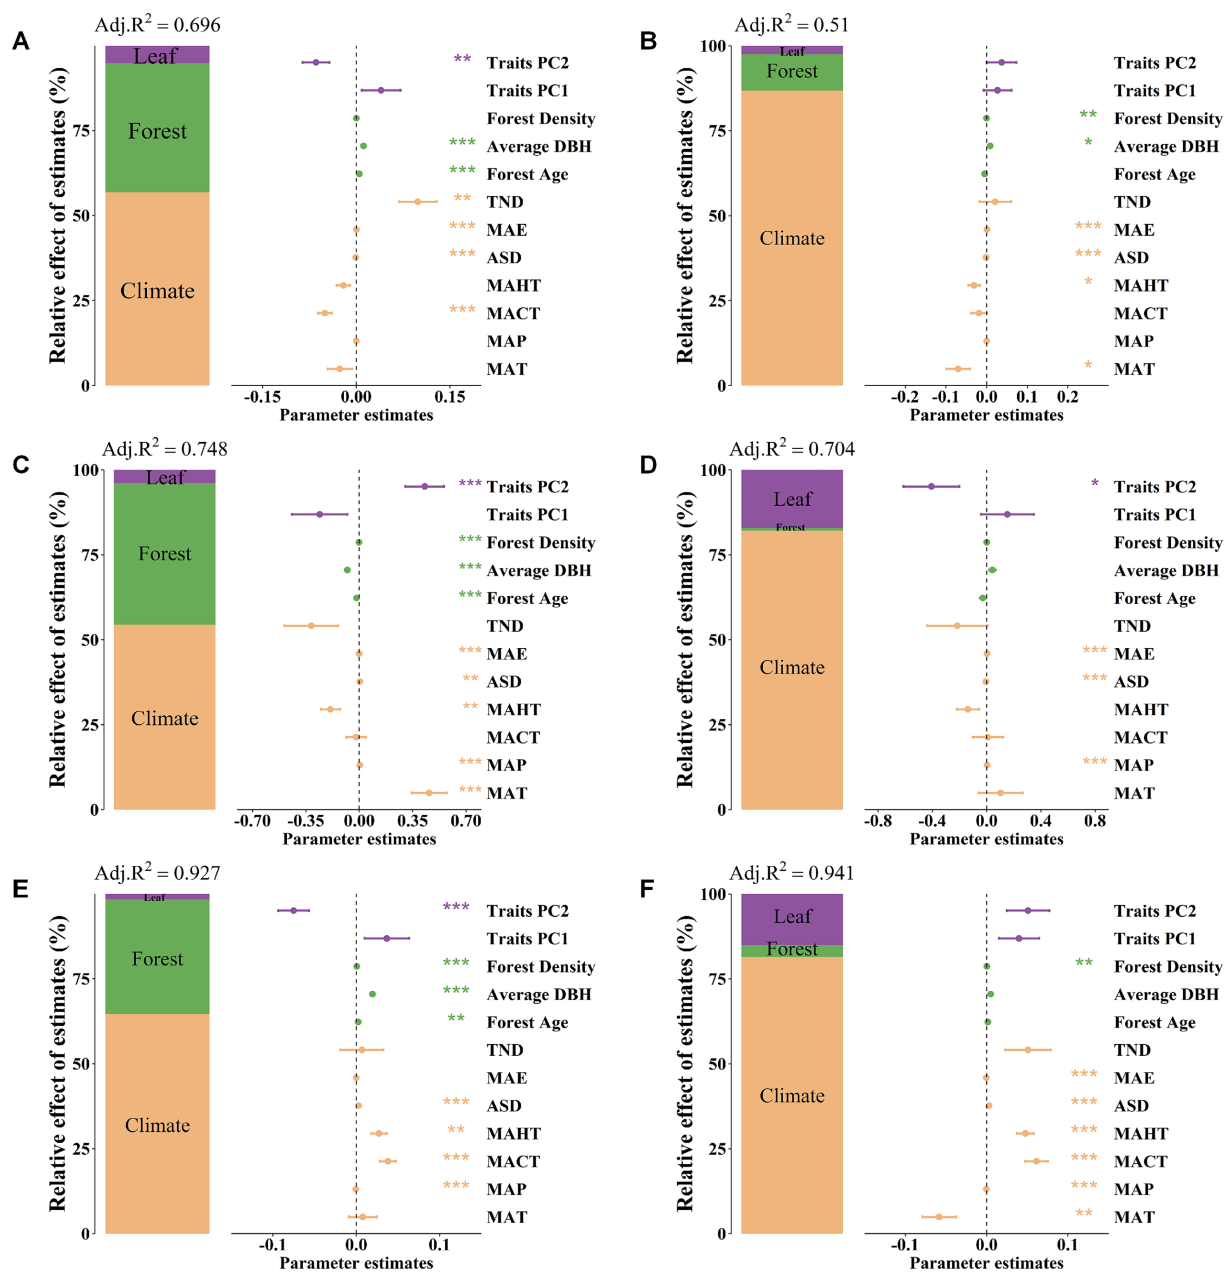 A
Adj.R² = 0.696
Relative effect of estimates (%)
75
50
25
0
Leaf
Forest
Climate
** Traits PC2
Traits PC1
Forest Density
*** Average DBH
*** Forest Age
** TND
*** MAE
*** ASD
MAHT
*** MACT
MAP
MAT
-0.15 0.00 0.15
Parameter estimates
B
Adj.R² = 0.51
Relative effect of estimates (%)
100
75
50
25
0
Leaf
Forest
Climate
Traits PC2
Traits PC1
** Forest Density
* Average DBH
Forest Age
TND
*** MAE
*** ASD
* MAHT
MACT
MAP
* MAT
-0.2 -0.1 0.0 0.1 0.2
Parameter estimates
C
Adj.R² = 0.748
Relative effect of estimates (%)
100
75
50
25
0
Leaf
Forest
Climate
*** Traits PC2
Traits PC1
*** Forest Density
*** Average DBH
*** Forest Age
TND
*** MAE
** ASD
** MAHT
MACT
*** MAP
*** MAT
-0.70 -0.35 0.00 0.35 0.70
Parameter estimates
D
Adj.R² = 0.704
Relative effect of estimates (%)
100
75
50
25
0
Leaf
Forest
Climate
* Traits PC2
Traits PC1
Forest Density
Average DBH
Forest Age
TND
*** MAE
*** ASD
MAHT
MACT
*** MAP
MAT
-0.8 -0.4 0.0 0.4 0.8
Parameter estimates
E
Adj.R² = 0.927
Relative effect of estimates (%)
75
50
25
0
Leaf
Forest
Climate
*** Traits PC2
Traits PC1
*** Forest Density
*** Average DBH
** Forest Age
TND
MAE
*** ASD
** MAHT
*** MACT
*** MAP
MAT
-0.1 0.0 0.1
Parameter estimates
F
Adj.R² = 0.941
Relative effect of estimates (%)
100
75
50
25
0
Leaf
Forest
Climate
Traits PC2
Traits PC1
** Forest Density
Average DBH
Forest Age
TND
*** MAE
*** ASD
*** MAHT
*** MACT
*** MAP
** MAT
-0.1 0.0 0.1
Parameter estimates